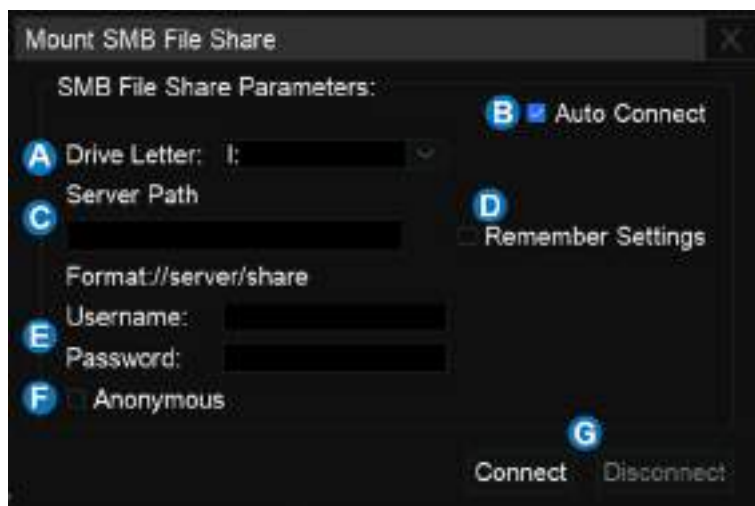 Mount SMB File Share X
SMB File Share Parameters:
B Auto Connect
A Drive Letter: I:
Server Path
C
D
Remember Settings
Format://server/share
Username:
E
Password:
F Anonymous
G
Connect Disconnect